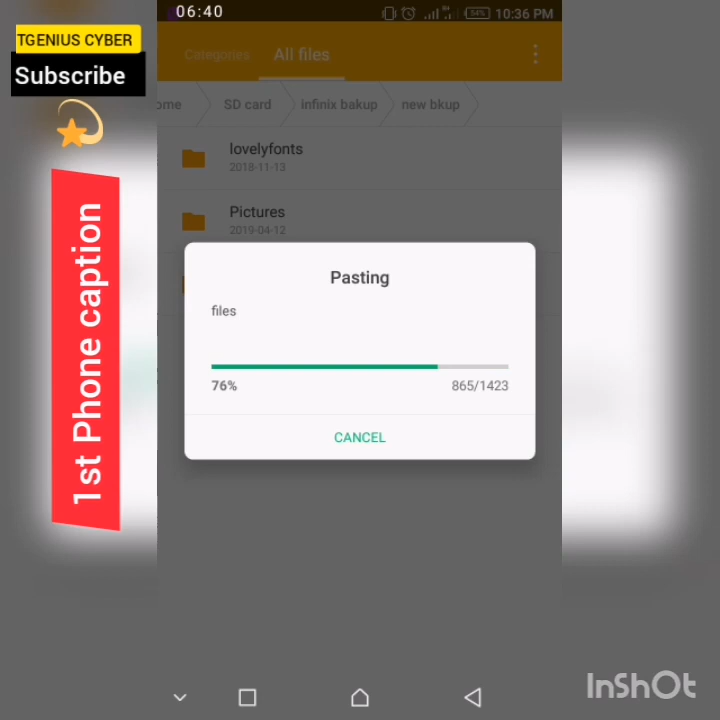 TGENIUS CYBER
Subscribe
1st Phone caption
06:40
54%
10:36 PM
Categories
All files
ome
SD card
infinix bakup
new bkup
lovelyfonts
2018-11-13
Pictures
2019-04-12
Pasting
files
76%
865/1423
CANCEL
InShOt